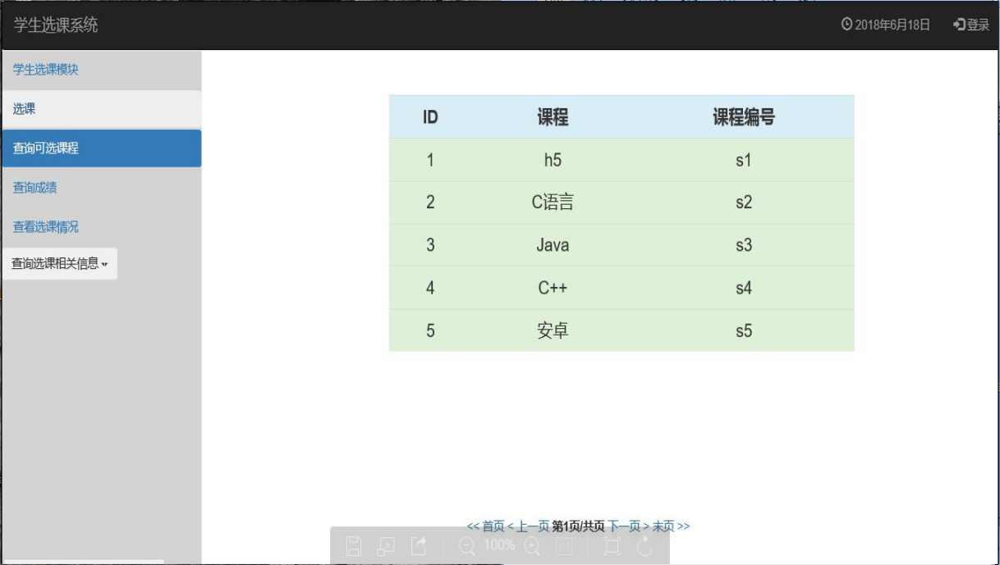 学生选课系统 2018年6月18日 登录
学生选课模块
选课
查询可选课程
查询成绩
查看选课情况
查询选课相关信息
ID 课程 课程编号
1 h5 s1
2 C语言 s2
3 Java s3
4 C++ s4
5 安卓 s5
<< 首页 < 上一页 第1页/共页 下一页 > 末页 >>
100% 1:1